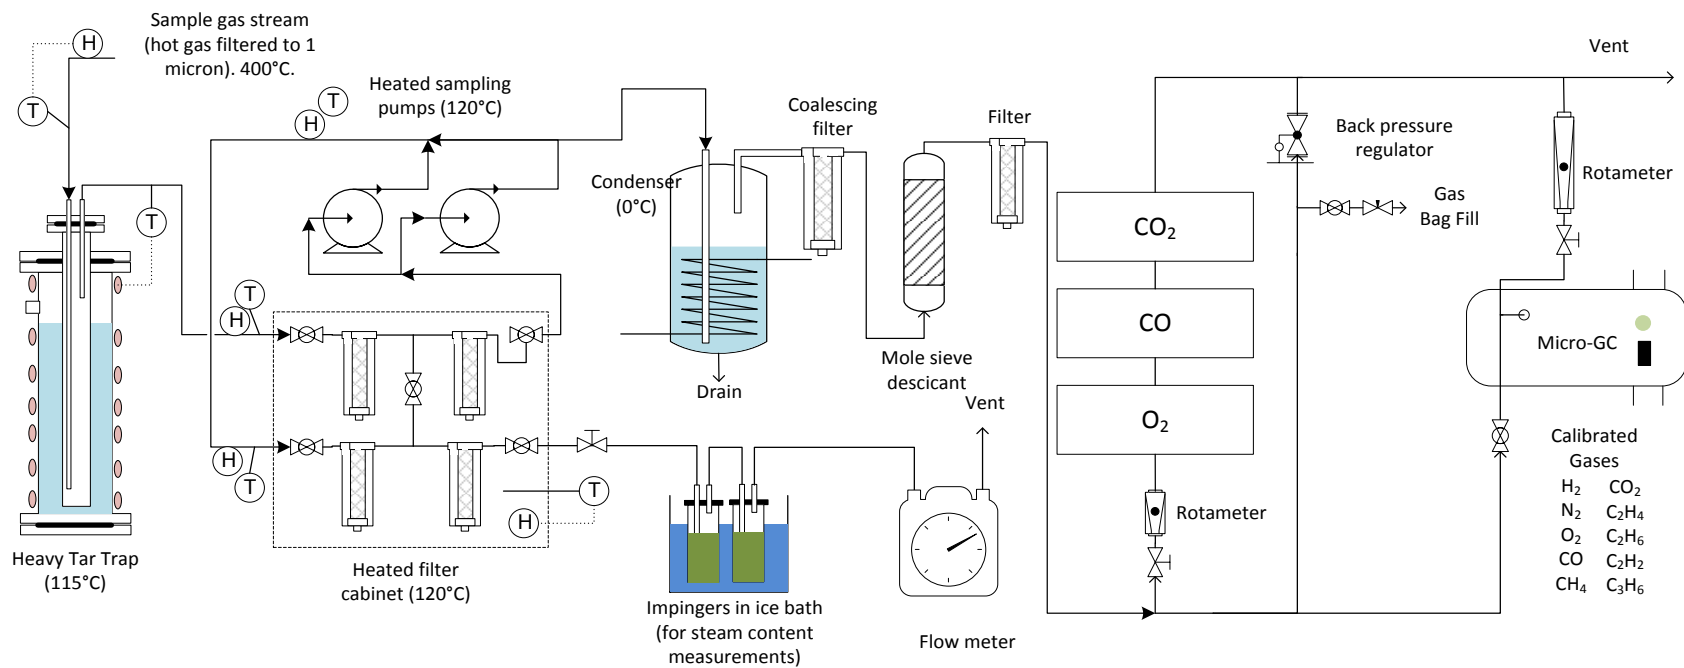 Sample gas stream
(hot gas filtered to 1
micron). 400°C.
H
T
Heated sampling
pumps (120°C)
T
H
Condenser
(0°C)
Coalescing
filter
Filter
Vent
Back pressure
regulator
Rotameter
Gas
Bag Fill
CO₂
CO
O₂
T
T
H
H
T
T
H
Drain
Mole sieve
descicant
Vent
Micro-GC
Rotameter
Heavy Tar Trap
(115°C)
Heated filter
cabinet (120°C)
Impingers in ice bath
(for steam content
measurements)
Flow meter
Calibrated
Gases
H₂ CO₂
N₂ C₂H₄
O₂ C₂H₆
CO C₂H₂
CH₄ C₃H₆